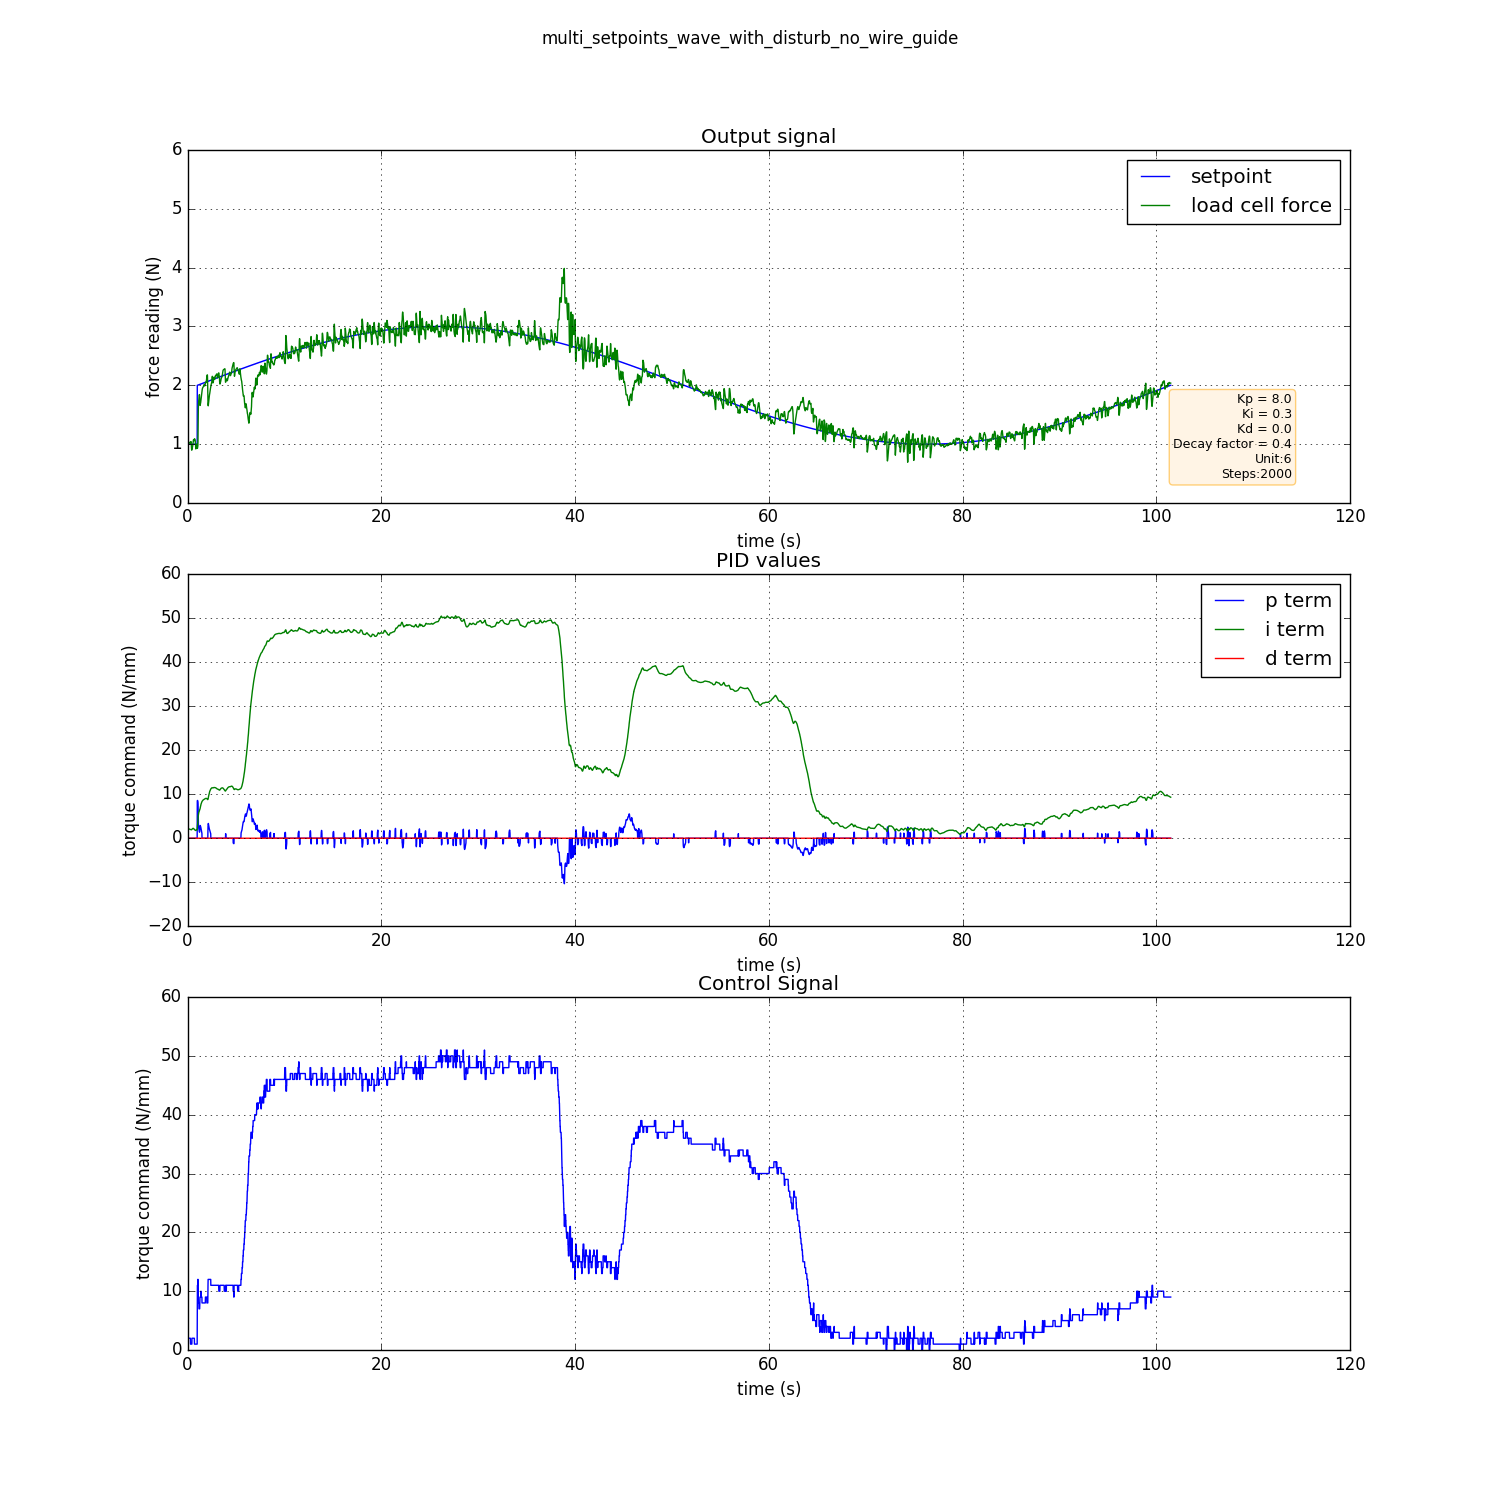 multi_setpoints_wave_with_disturb_no_wire_guide
Output signal
6
5
4
3
2
1
0
force reading (N)
setpoint
load cell force
Kp = 8.0
Ki = 0.3
Kd = 0.0
Decay factor = 0.4
Unit:6
Steps:2000
0 20 40 60 80 100 120
time (s)
PID values
60
50
40
30
20
10
0
−10
−20
torque command (N/mm)
p term
i term
d term
0 20 40 60 80 100 120
time (s)
Control Signal
60
50
40
30
20
10
0
torque command (N/mm)
0 20 40 60 80 100 120
time (s)